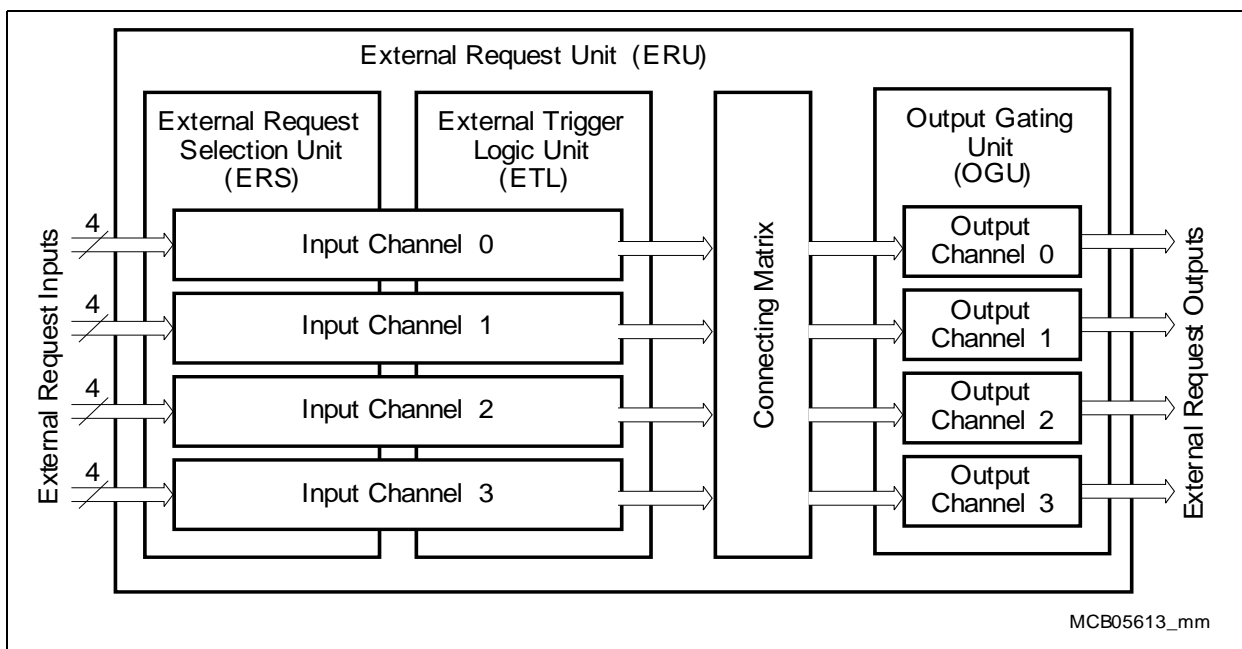 External Request Unit (ERU)
External Request
Selection Unit
(ERS)
External Trigger
Logic Unit
(ETL)
Output Gating
Unit
(OGU)
External Request Inputs
4
4
4
4
Input Channel 0
Input Channel 1
Input Channel 2
Input Channel 3
Connecting Matrix
Output
Channel 0
Output
Channel 1
Output
Channel 2
Output
Channel 3
External Request Outputs
MCB05613_mm